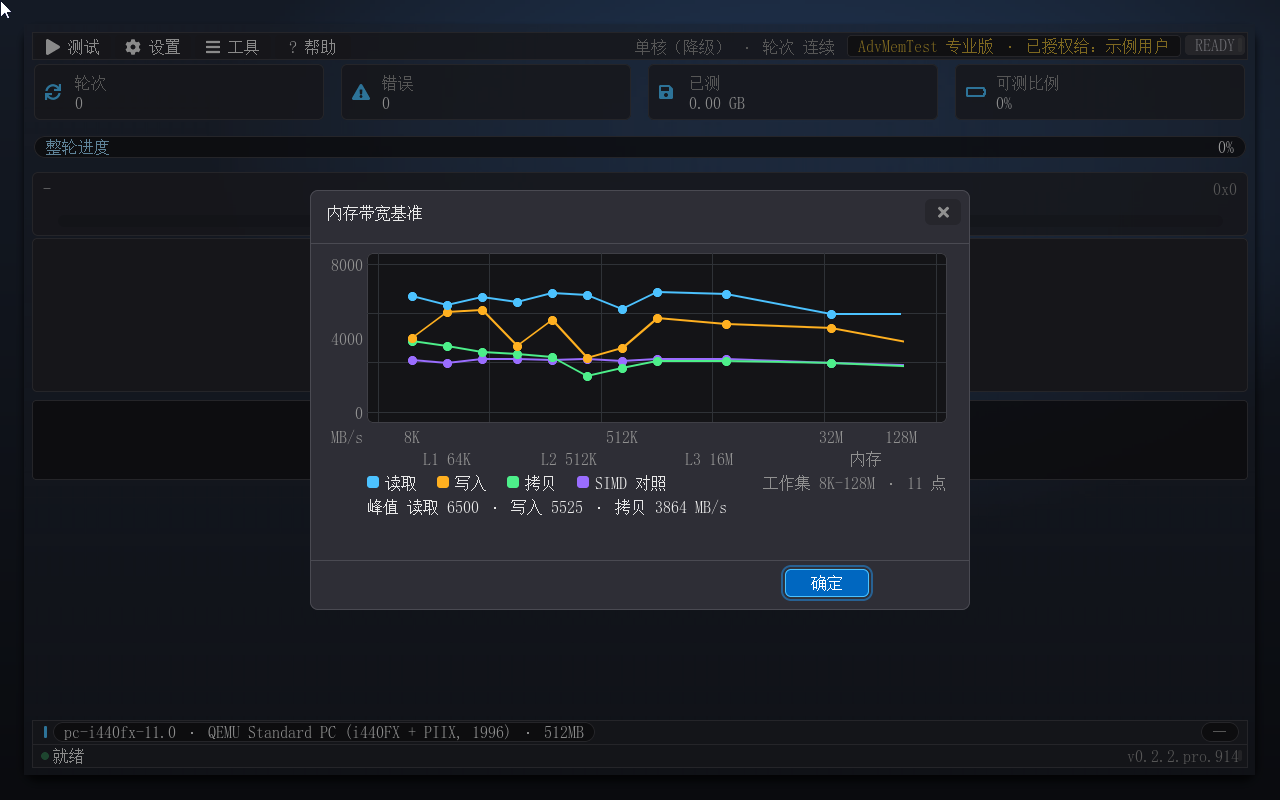 测试 设置 工具 ? 帮助 单核（降级） · 轮次 连续 AdvMemTest 专业版 · 已授权给: 示例用户 READY
轮次
0
错误
0
已测
0.00 GB
可测比例
0%
整轮进度 0%
— 0x0
内存带宽基准
8000
4000
0
MB/s 8K 512K 32M 128M
L1 64K L2 512K L3 16M 内存
读取 写入 拷贝 SIMD 对照 工作集 8K-128M · 11 点
峰值 读取 6500 · 写入 5525 · 拷贝 3864 MB/s
确定
pc-i440fx-11.0 · QEMU Standard PC (i440FX + PIIX, 1996) · 512MB —
就绪 v0.2.2.pro.914